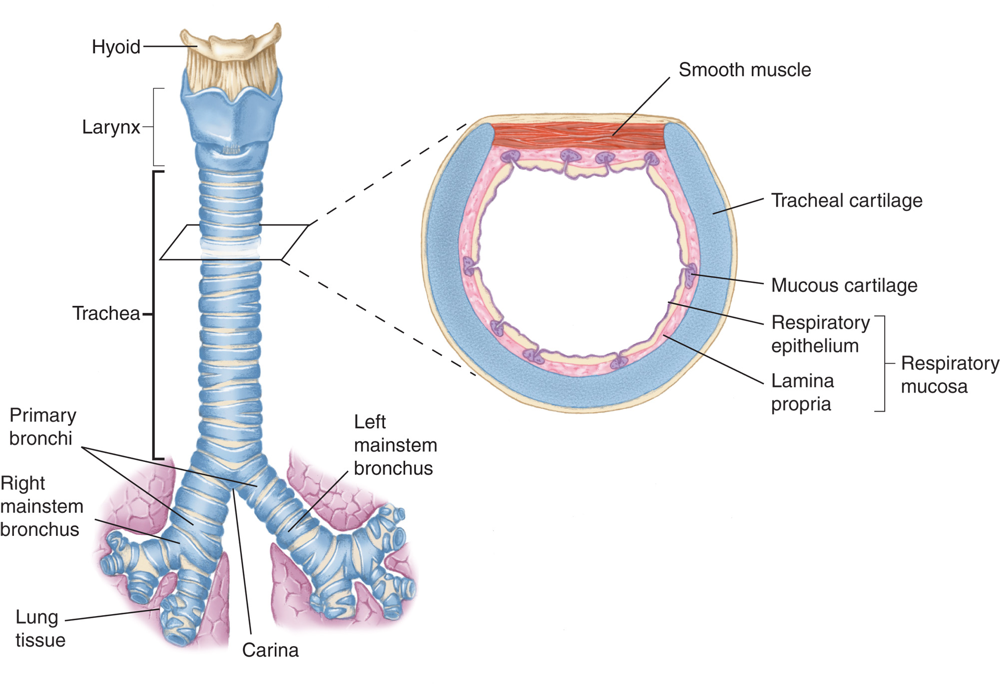 Hyoid
Larynx
Trachea
Primary
bronchi
Right
mainstem
bronchus
Lung
tissue
Carina
Left
mainstem
bronchus
Smooth muscle
Tracheal cartilage
Mucous cartilage
Respiratory
epithelium
Lamina
propria
Respiratory
mucosa